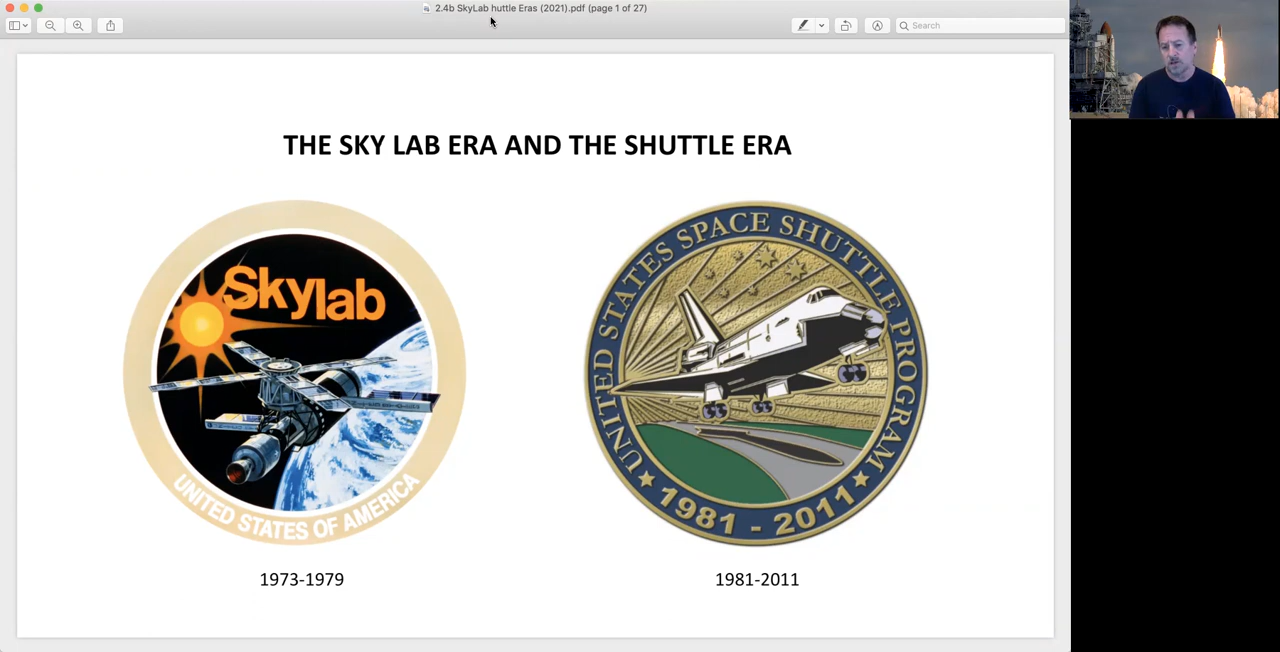 2.4b SkyLab huttle Eras (2021).pdf (page 1 of 27)
Search
THE SKY LAB ERA AND THE SHUTTLE ERA
Skylab
UNITED STATES OF AMERICA
UNITED STATES SPACE SHUTTLE PROGRAM
1981 - 2011
1973-1979
1981-2011